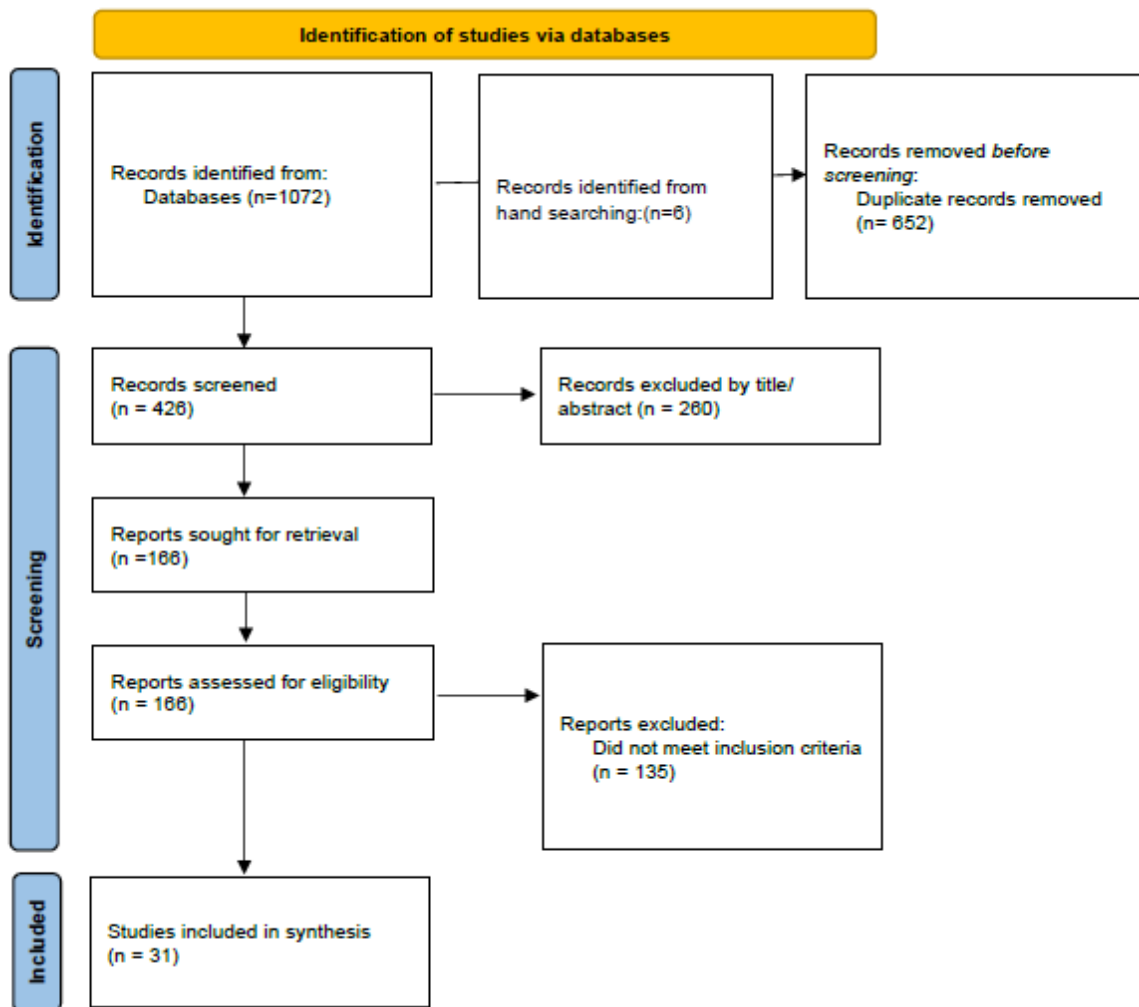 Identification of studies via databases
Identification
Records identified from:
Databases (n=1072)
Records identified from
hand searching:(n=6)
Records removed before
screening:
Duplicate records removed
(n= 652)
Screening
Records screened
(n = 426)
Records excluded by title/
abstract (n = 260)
Reports sought for retrieval
(n =166)
Reports assessed for eligibility
(n = 166)
Reports excluded:
Did not meet inclusion criteria
(n = 135)
Included
Studies included in synthesis
(n = 31)